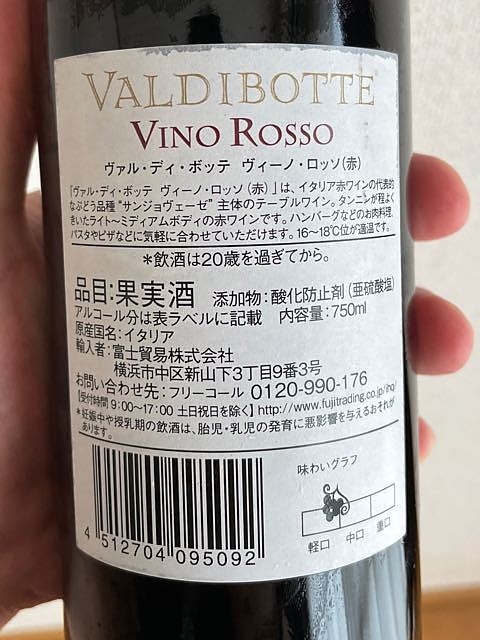 VALDIBOTTE
VINO ROSSO
ヴァル・ディ・ボッテ ヴィーノ・ロッソ(赤)
「ヴァル・ディ・ボッテ ヴィーノ・ロッソ(赤)」は、イタリア赤ワインの代表的
なぶどう品種“サンジョヴェーゼ”主体のテーブルワイン。タンニンが程よく
きいたライト～ミディアムボディの赤ワインです。ハンバーグなどのお肉料理、
パスタやピザなどに気軽に合わせていただけます。16～18℃位が適温です。
＊飲酒は20歳を過ぎてから。
品目:果実酒 添加物:酸化防止剤(亜硫酸塩)
アルコール分は表ラベルに記載 内容量:750ml
原産国名:イタリア
輸入者:富士貿易株式会社
横浜市中区新山下3丁目9番3号
お問い合わせ先:フリーコール 0120-990-176
【受付時間 9:00～17:00 土日祝日を除く】http://www.fujitrading.co.jp/inq/
＊妊娠中や授乳期の飲酒は、胎児・乳児の発育に悪影響を与えるおそれが
あります。
味わいグラフ
軽口 中口 重口
4 512704 095092